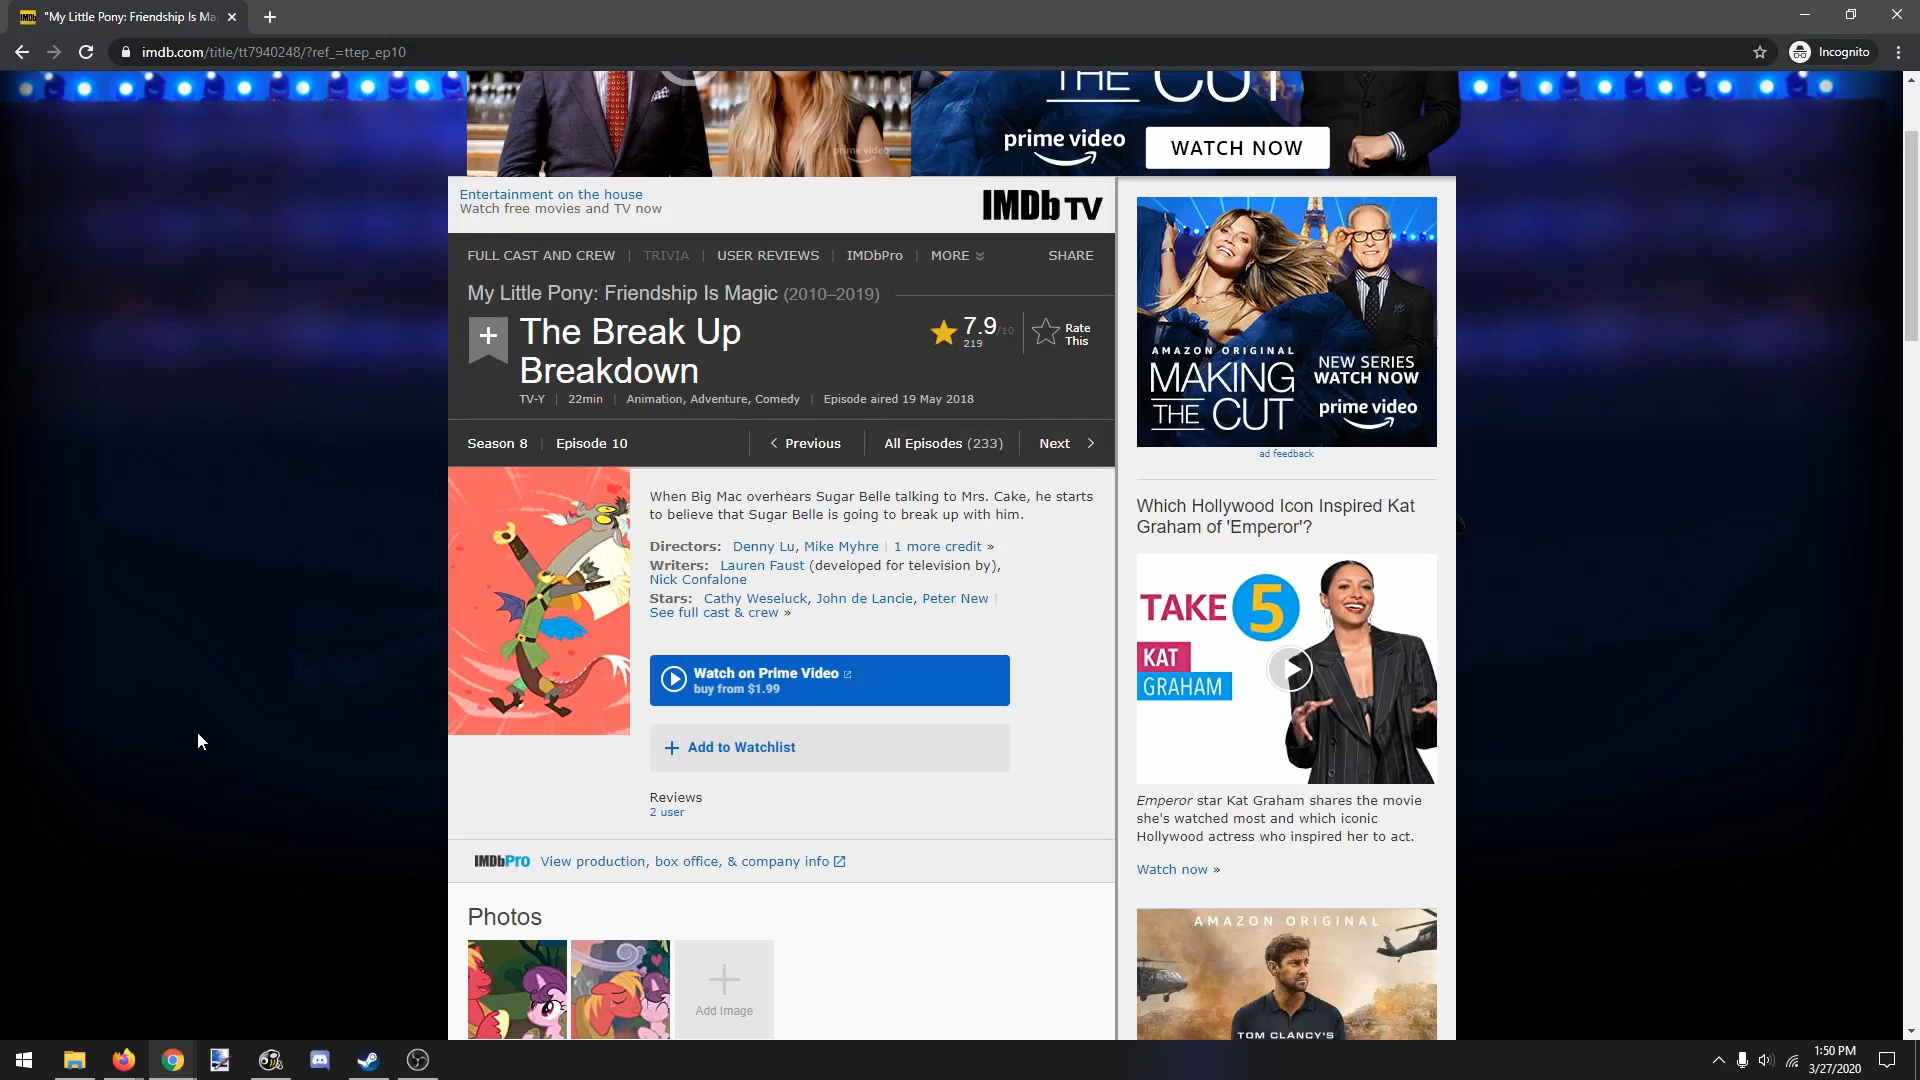 "My Little Pony: Friendship Is Ma
imdb.com/title/tt7940248/?ref_=ttep_ep10
Incognito
THE CUT
prime video
prime video
WATCH NOW
Entertainment on the house
Watch free movies and TV now
IMDb TV
FULL CAST AND CREW | TRIVIA | USER REVIEWS | IMDbPro | MORE
SHARE
My Little Pony: Friendship Is Magic (2010–2019)
+ The Break Up
Breakdown
7.9/10
219
Rate
This
TV-Y | 22min | Animation, Adventure, Comedy | Episode aired 19 May 2018
Season 8 | Episode 10
< Previous
All Episodes (233)
Next >
When Big Mac overhears Sugar Belle talking to Mrs. Cake, he starts
to believe that Sugar Belle is going to break up with him.
Directors: Denny Lu, Mike Myhre | 1 more credit »
Writers: Lauren Faust (developed for television by),
Nick Confalone
Stars: Cathy Weseluck, John de Lancie, Peter New |
See full cast & crew »
Watch on Prime Video
buy from $1.99
+ Add to Watchlist
Reviews
2 user
IMDbPro View production, box office, & company info
Photos
Add Image
AMAZON ORIGINAL
MAKING
THE CUT
NEW SERIES
WATCH NOW
prime video
ad feedback
Which Hollywood Icon Inspired Kat
Graham of 'Emperor'?
TAKE 5
KAT
GRAHAM
Emperor star Kat Graham shares the movie
she's watched most and which iconic
Hollywood actress who inspired her to act.
Watch now »
AMAZON ORIGINAL
TOM CLANCY'S
1:50 PM
3/27/2020